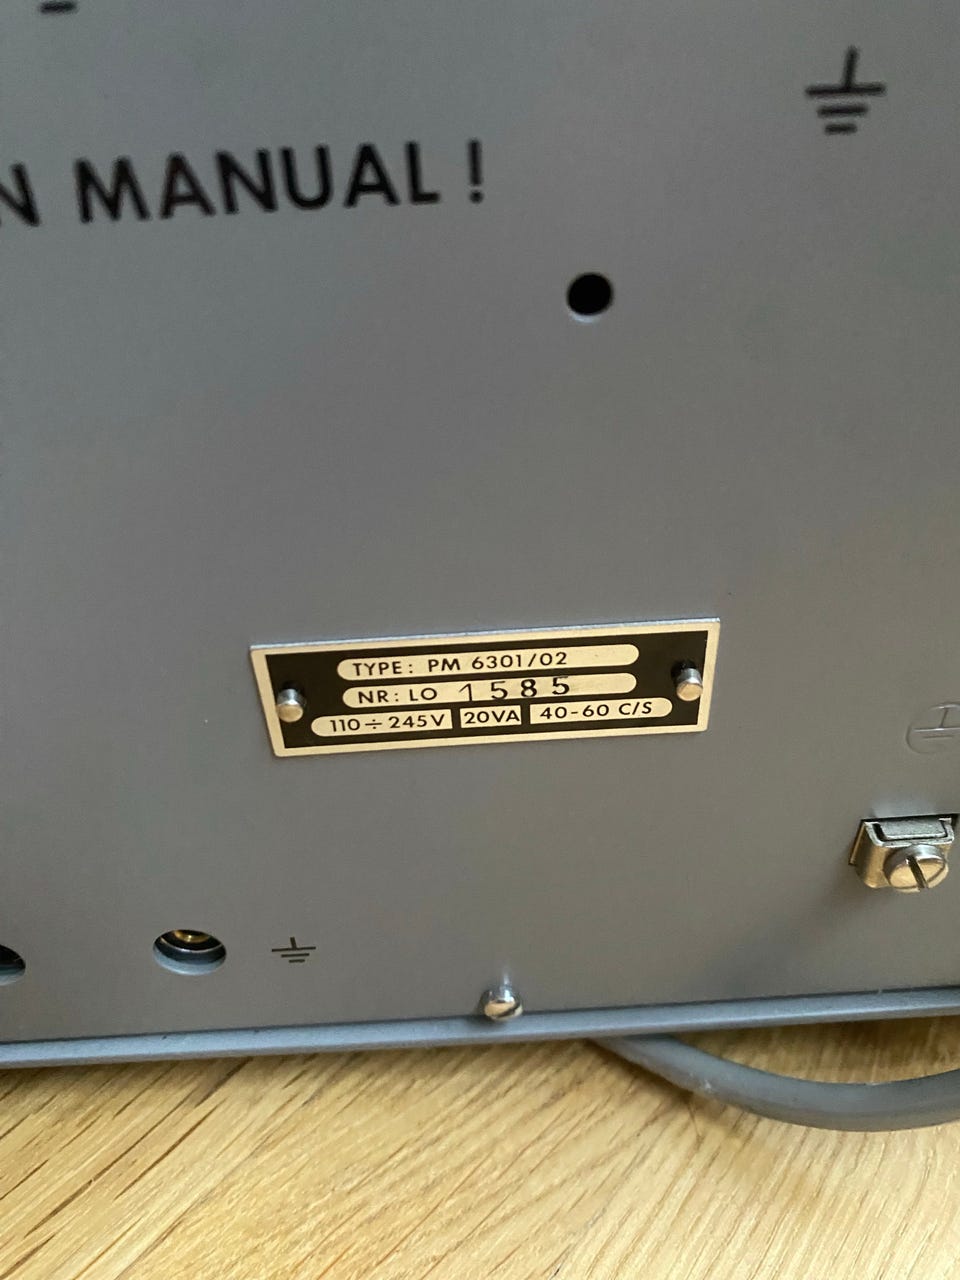 N MANUAL !
TYPE: PM 6301/02
NR: LO 1585
110÷245V 20VA 40-60 C/S